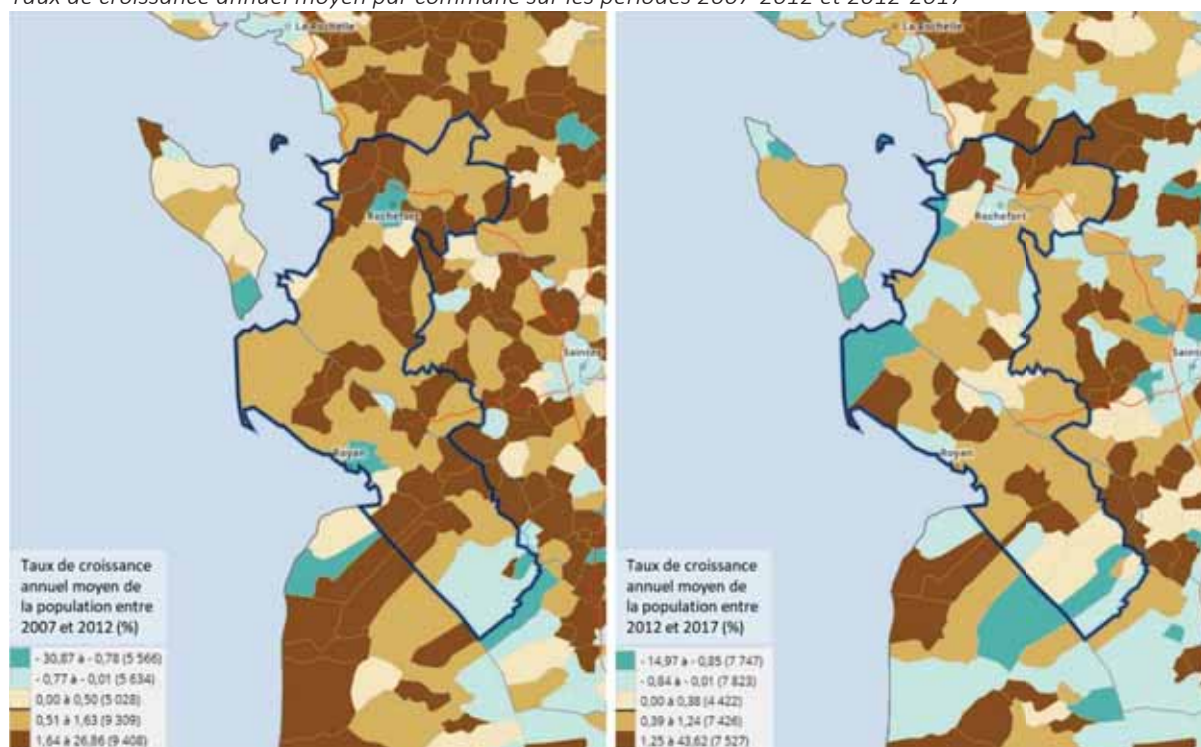 Taux de croissance annuel moyen par commune sur les périodes 2007-2012 et 2012-2017
La Rochelle
Rochefort
Saintes
Royan
Taux de croissance
annuel moyen de
la population entre
2007 et 2012 (%)
- 30,87 à - 0,78 (5 566)
- 0,77 à - 0,01 (5 634)
0,00 à 0,50 (5 028)
0,51 à 1,63 (9 309)
1,64 à 26,86 (9 408)
La Rochelle
Rochefort
Saint
Royan
Taux de croissance
annuel moyen de
la population entre
2012 et 2017 (%)
- 14,97 à - 0,85 (7 747)
- 0,84 à - 0,01 (7 823)
0,00 à 0,38 (4 422)
0,39 à 1,24 (7 426)
1,25 à 43,62 (7 527)